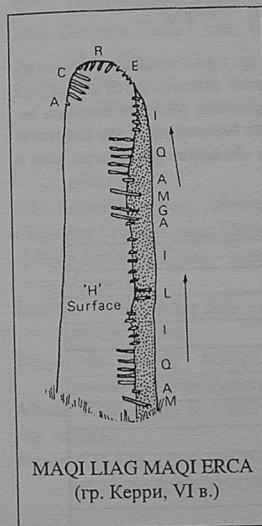 A C R E
I Q A M G A I L I Q A M
'H'
Surface
MAQI LIAG MAQI ERCA
(гр. Керри, VI в.)